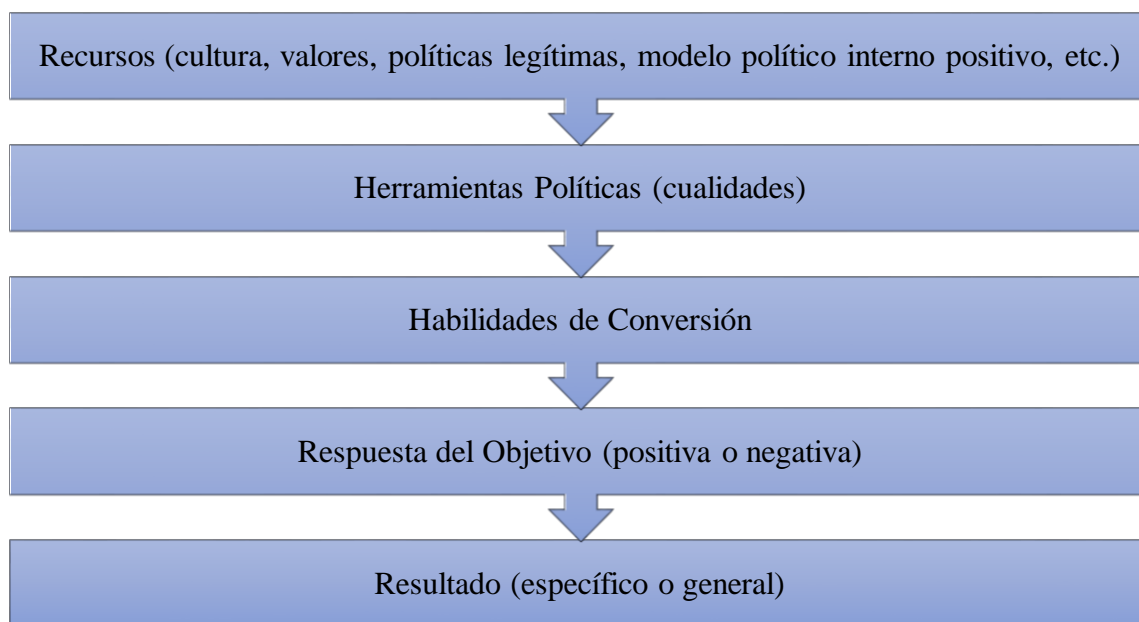 Recursos (cultura, valores, políticas legítimas, modelo político interno positivo, etc.)
Herramientas Políticas (cualidades)
Habilidades de Conversión
Respuesta del Objetivo (positiva o negativa)
Resultado (específico o general)